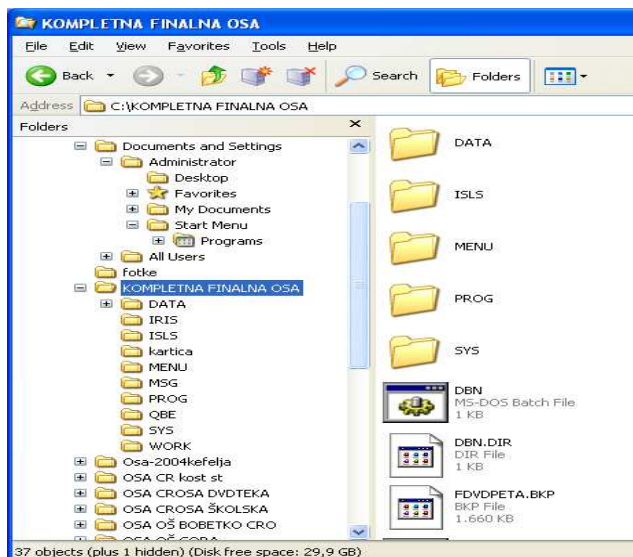 KOMPLETNA FINALNA OSA
File Edit View Favorites Tools Help
Back Search Folders
Address C:\KOMPLETNA FINALNA OSA
Folders
Documents and Settings
Administrator
Desktop
Favorites
My Documents
Start Menu
Programs
All Users
fotke
KOMPLETNA FINALNA OSA
DATA
IRIS
ISLS
kartica
MENU
MSG
PROG
QBE
SYS
WORK
Osa-2004kefelja
OSA CR kost st
OSA CROSA DVDTEKA
OSA CROSA ŠKOLSKA
OSA OŠ BOBETKO CRO
OSA OŠ GORA
DATA
ISLS
MENU
PROG
SYS
DBN
MS-DOS Batch File
1 KB
DBN.DIR
DIR File
1 KB
FDVDPETA.BKP
BKP File
1.660 KB
37 objects (plus 1 hidden) (Disk free space: 29,9 GB)